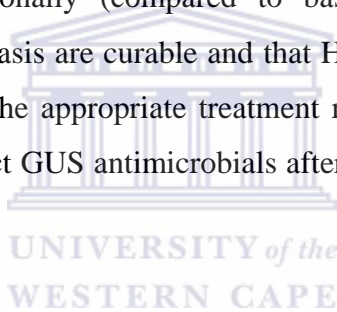 onally (compared to bas
asis are curable and that H
he appropriate treatment
ct GUS antimicrobials after
UNIVERSITY of the
WESTERN CAPE